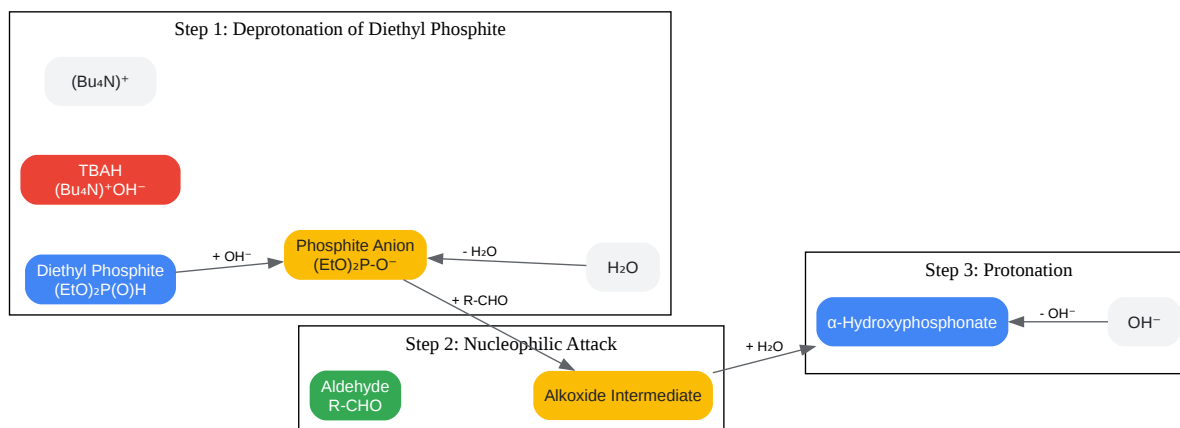 Step 1: Deprotonation of Diethyl Phosphite
(Bu₄N)⁺
TBAH
(Bu₄N)⁺OH⁻
Diethyl Phosphite
(EtO)₂P(O)H
+ OH⁻
Phosphite Anion
(EtO)₂P-O⁻
- H₂O
H₂O
+ R-CHO
Step 2: Nucleophilic Attack
Aldehyde
R-CHO
Alkoxide Intermediate
+ H₂O
Step 3: Protonation
α-Hydroxyphosphonate
- OH⁻
OH⁻